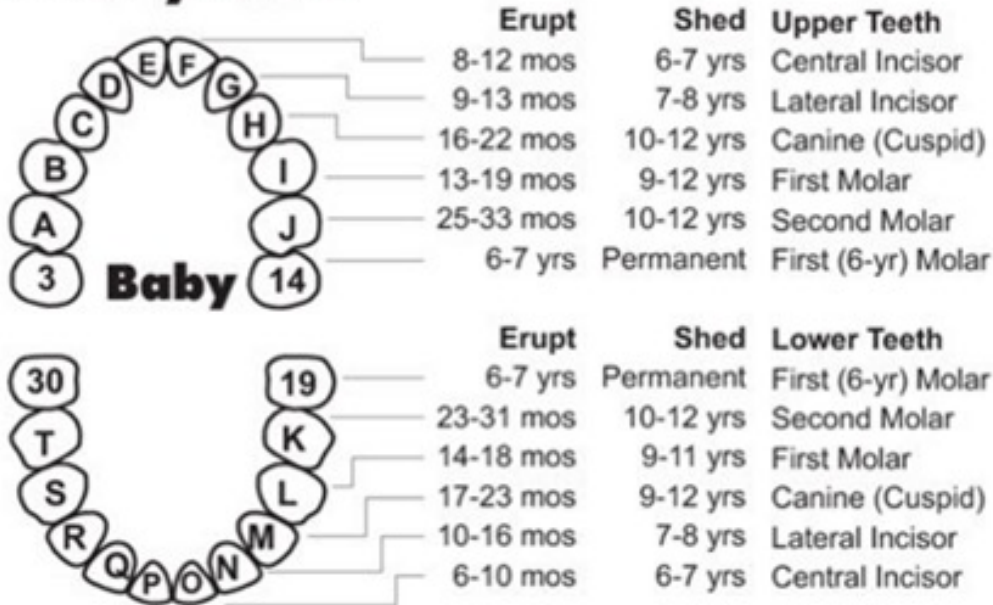 Erupt Shed Upper Teeth
E F 8-12 mos 6-7 yrs Central Incisor
D G 9-13 mos 7-8 yrs Lateral Incisor
C H 16-22 mos 10-12 yrs Canine (Cuspid)
B I 13-19 mos 9-12 yrs First Molar
A J 25-33 mos 10-12 yrs Second Molar
3 Baby 14 6-7 yrs Permanent First (6-yr) Molar
Erupt Shed Lower Teeth
30 19 6-7 yrs Permanent First (6-yr) Molar
T K 23-31 mos 10-12 yrs Second Molar
S L 14-18 mos 9-11 yrs First Molar
R M 17-23 mos 9-12 yrs Canine (Cuspid)
Q N 10-16 mos 7-8 yrs Lateral Incisor
P O 6-10 mos 6-7 yrs Central Incisor